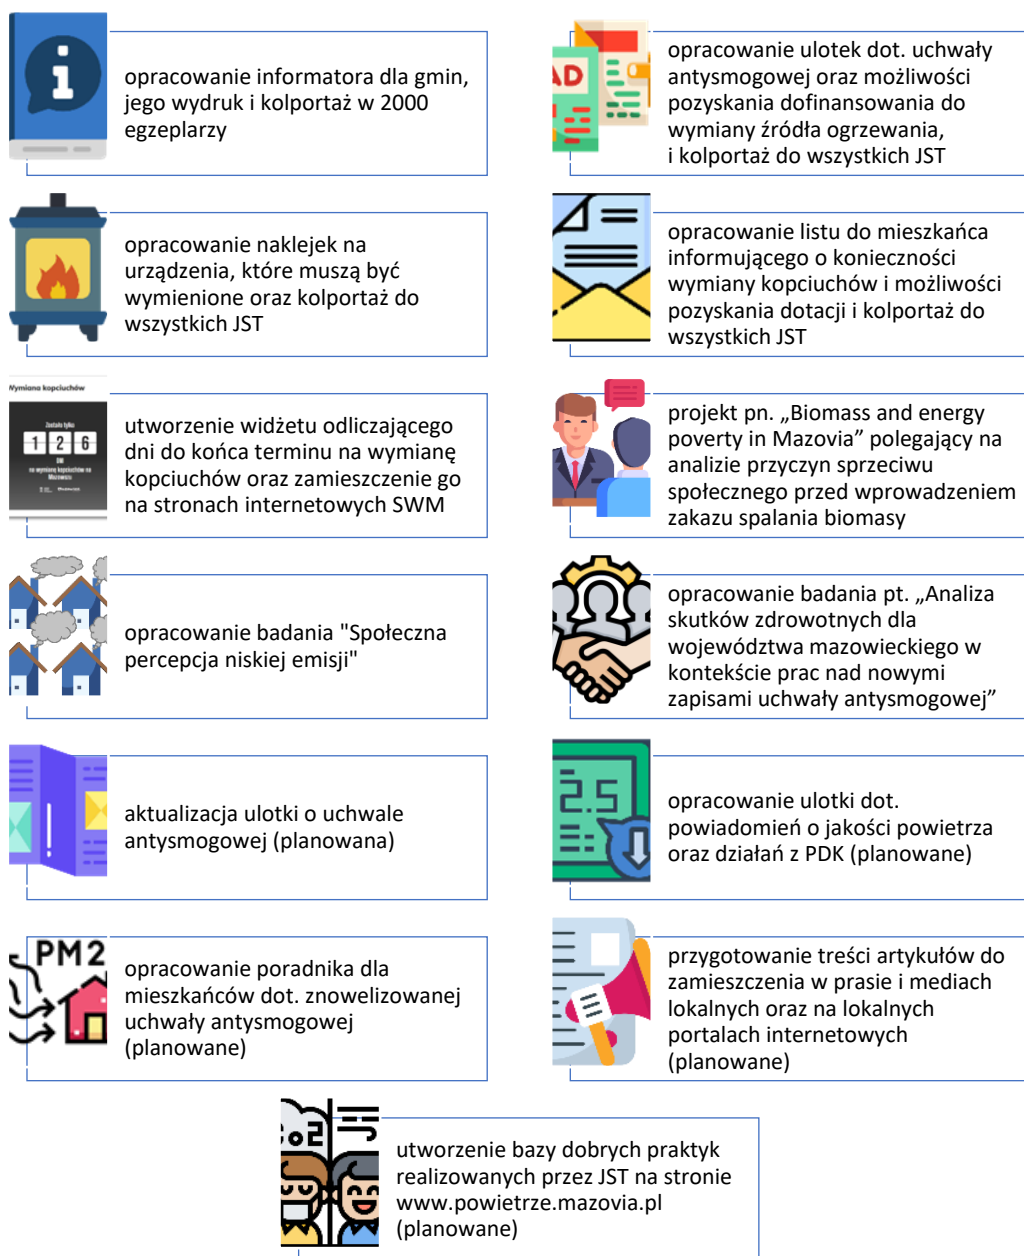 opracowanie informatora dla gmin,
jego wydruk i kolportaż w 2000
egzeplarzy
AD
opracowanie ulotek dot. uchwały
antysmogowej oraz możliwości
pozyskania dofinansowania do
wymiany źródła ogrzewania,
i kolportaż do wszystkich JST
opracowanie naklejek na
urządzenia, które muszą być
wymienione oraz kolportaż do
wszystkich JST
opracowanie listu do mieszkańca
informującego o konieczności
wymiany kopciuchów i możliwości
pozyskania dotacji i kolportaż do
wszystkich JST
Wymiana kopciuchów
Zostało tylko
1 2 6
DNI
na wymianę kopciuchów na
Mazowszu
utworzenie widżetu odliczającego
dni do końca terminu na wymianę
kopciuchów oraz zamieszczenie go
na stronach internetowych SWM
projekt pn. „Biomass and energy
poverty in Mazovia” polegający na
analizie przyczyn sprzeciwu
społecznego przed wprowadzeniem
zakazu spalania biomasy
opracowanie badania "Społeczna
percepcja niskiej emisji"
opracowanie badania pt. „Analiza
skutków zdrowotnych dla
województwa mazowieckiego w
kontekście prac nad nowymi
zapisami uchwały antysmogowej”
aktualizacja ulotki o uchwale
antysmogowej (planowana)
2.5
opracowanie ulotki dot.
powiadomień o jakości powietrza
oraz działań z PDK (planowane)
PM2
opracowanie poradnika dla
mieszkańców dot. znowelizowanej
uchwały antysmogowej
(planowane)
przygotowanie treści artykułów do
zamieszczenia w prasie i mediach
lokalnych oraz na lokalnych
portalach internetowych
(planowane)
utworzenie bazy dobrych praktyk
realizowanych przez JST na stronie
www.powietrze.mazovia.pl
(planowane)